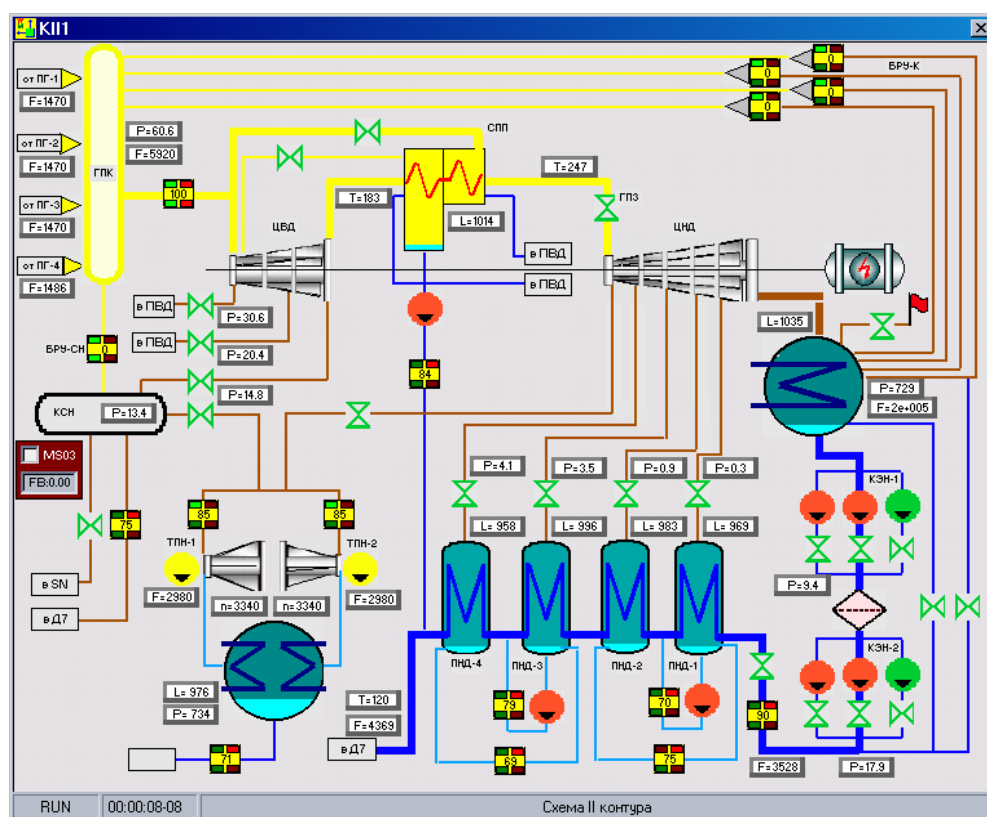 KII1
от ПГ-1
F=1470
от ПГ-2
F=1470
от ПГ-3
F=1470
от ПГ-4
F=1486
ГПК
P=60.6
F=5920
100
0
0
0
0
БРУ-К
СПП
T=183
L=1014
T=247
ГПЗ
ЦВД
ЦНД
в ПВД
в ПВД
в ПВД
в ПВД
P=30.6
P=20.4
P=14.8
БРУ-СН
0
КСН
P=13.4
MS03
FB:0.00
84
L=1035
P=729
F=2e+005
75
85
85
ТПН-1
ТПН-2
F=2980
n=3340
n=3340
F=2980
в SN
в Д7
L= 976
P= 734
71
P=4.1
P=3.5
P=0.9
P=0.3
L= 958
L= 996
L= 983
L= 969
ПНД-4
ПНД-3
ПНД-2
ПНД-1
T=120
F=4369
в Д7
79
69
70
75
90
КЭН-1
P=9.4
КЭН-2
F=3528
P=17.9
RUN
00:00:08-08
Схема II контура